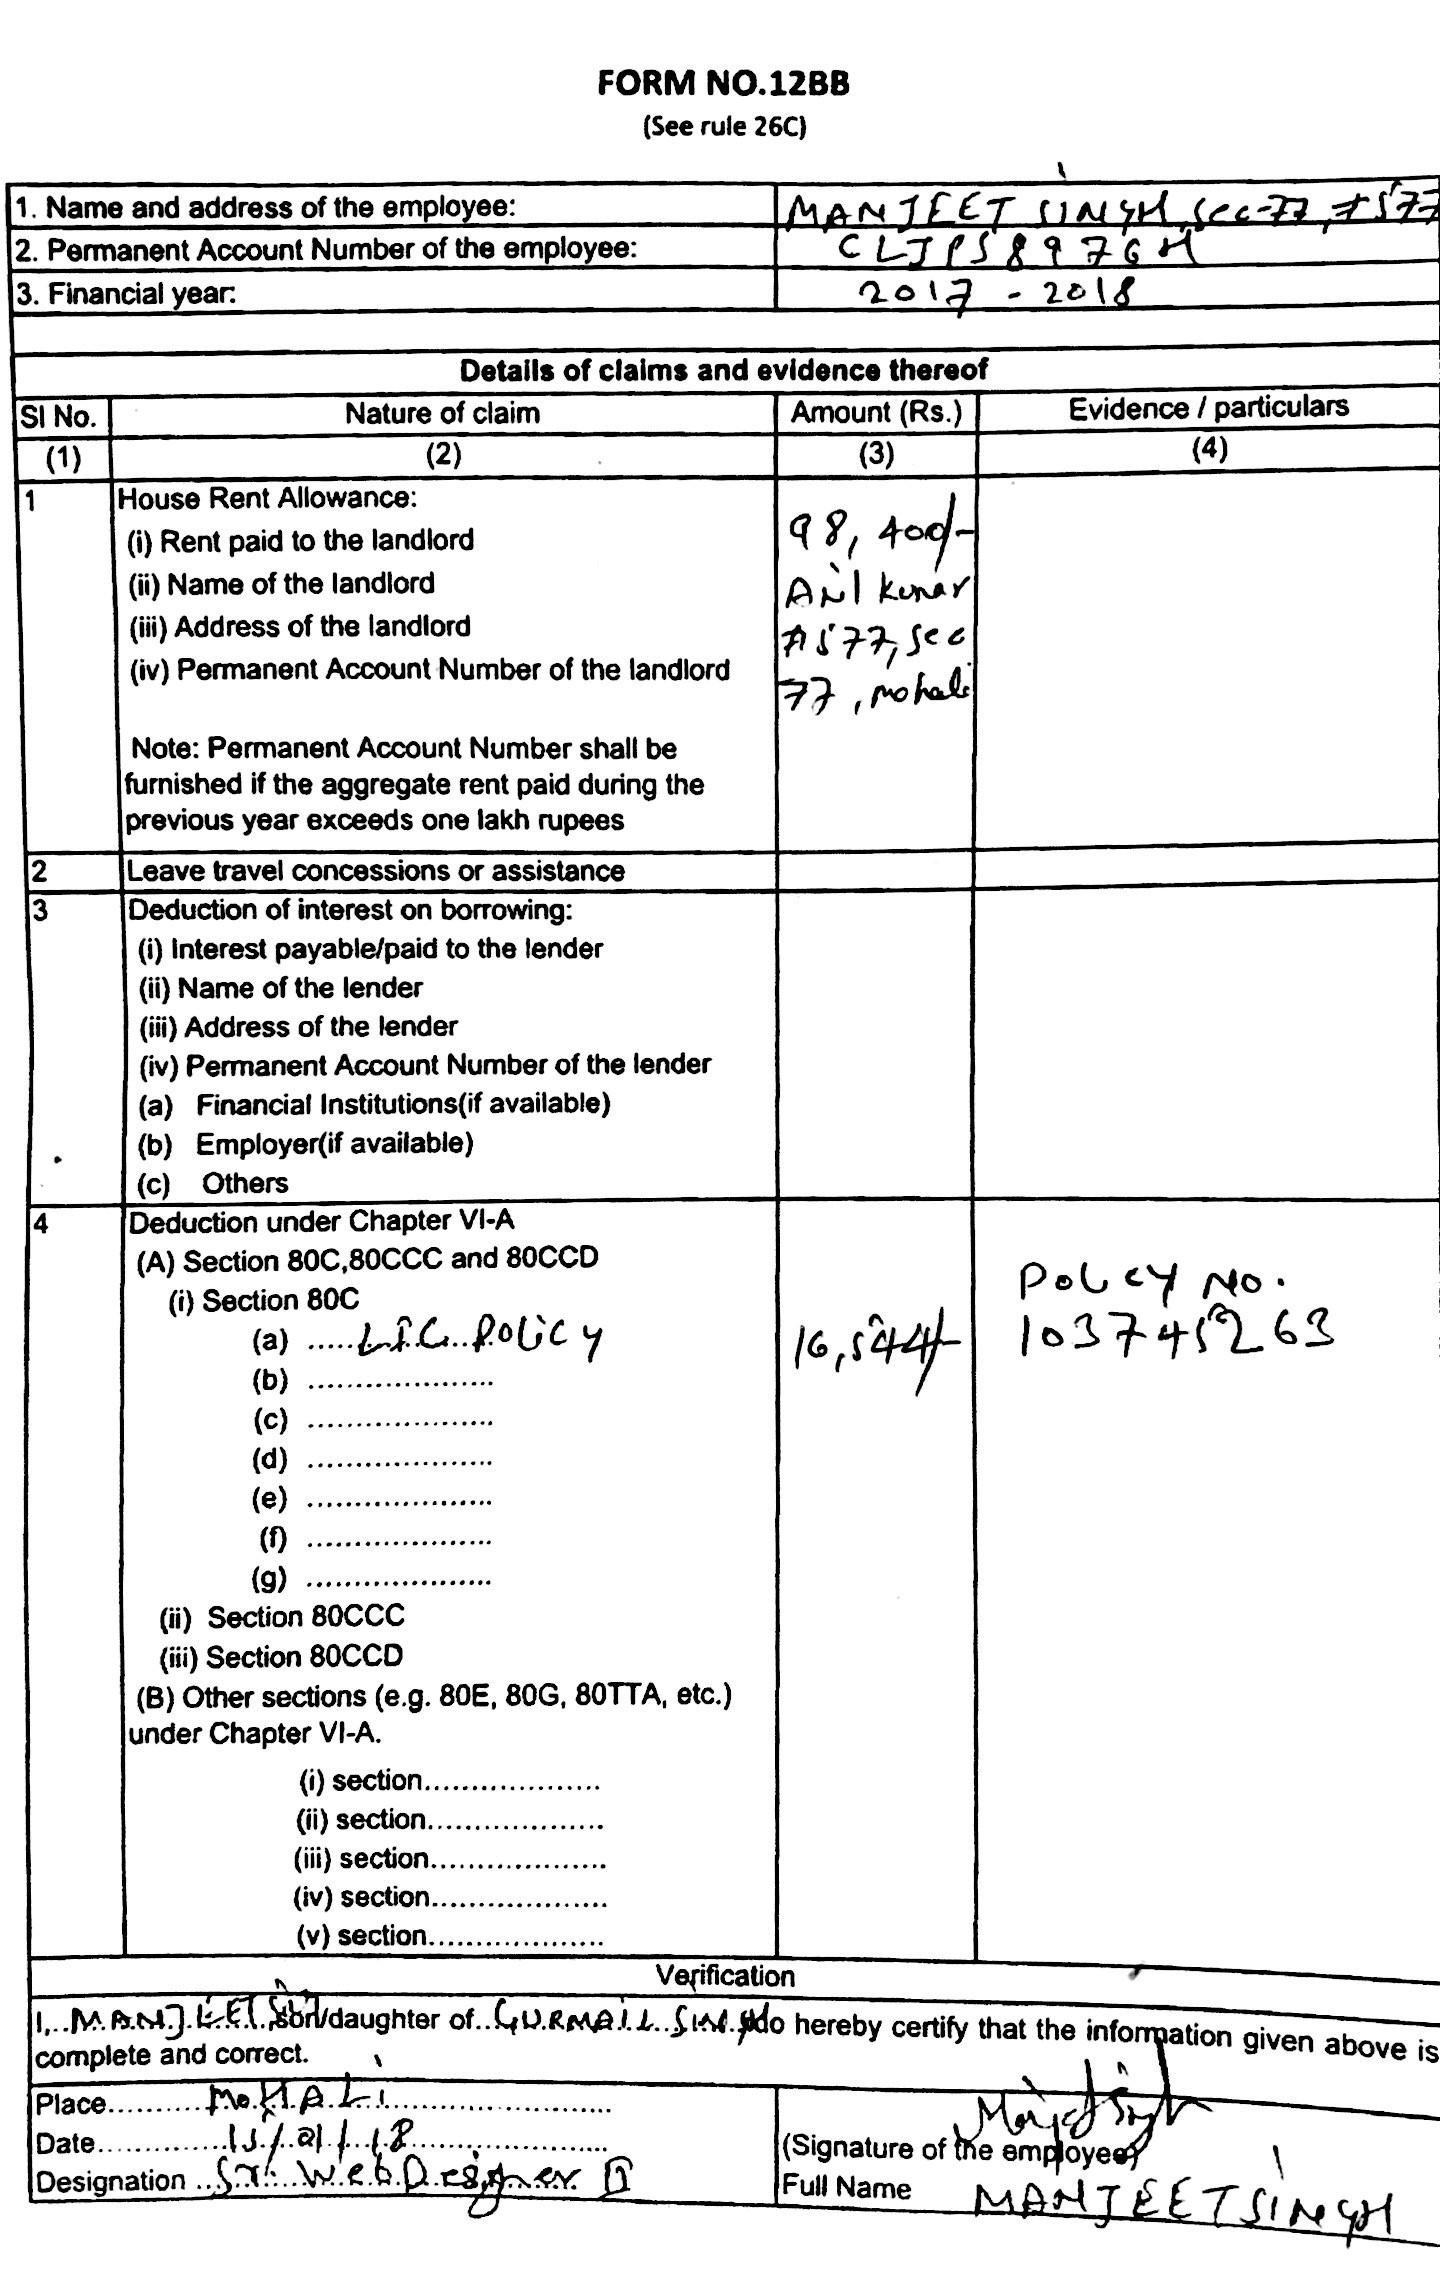 FORM NO.12BB
(See rule 26C)
1. Name and address of the employee: MANJEET SINGH, Sec-77, #577
2. Permanent Account Number of the employee: CLJPS8976H
3. Financial year: 2017 - 2018
Details of claims and evidence thereof
Sl No. Nature of claim Amount (Rs.) Evidence / particulars
(1) (2) (3) (4)
1 House Rent Allowance:
(i) Rent paid to the landlord 98,400/-
(ii) Name of the landlord Anil Kumar
(iii) Address of the landlord #577, Sec
(iv) Permanent Account Number of the landlord 77, mohali
Note: Permanent Account Number shall be
furnished if the aggregate rent paid during the
previous year exceeds one lakh rupees
2 Leave travel concessions or assistance
3 Deduction of interest on borrowing:
(i) Interest payable/paid to the lender
(ii) Name of the lender
(iii) Address of the lender
(iv) Permanent Account Number of the lender
(a) Financial Institutions(if available)
(b) Employer(if available)
(c) Others
4 Deduction under Chapter VI-A
(A) Section 80C,80CCC and 80CCD
(i) Section 80C Policy No.
(a) .....L.I.C. Policy 16,544/- 103745263
(b) ....................
(c) ....................
(d) ....................
(e) ....................
(f) ....................
(g) ....................
(ii) Section 80CCC
(iii) Section 80CCD
(B) Other sections (e.g. 80E, 80G, 80TTA, etc.)
under Chapter VI-A.
(i) section...................
(ii) section...................
(iii) section...................
(iv) section...................
(v) section...................
Verification
I,..MANJEET Singh son/daughter of..GURMAIL SINGH do hereby certify that the information given above is
complete and correct.
Place..........MOHALI....................
Date..............15/01/18....................
Designation ...Sr. Web Designer
(Signature of the employee)
Full Name MANJEET SINGH